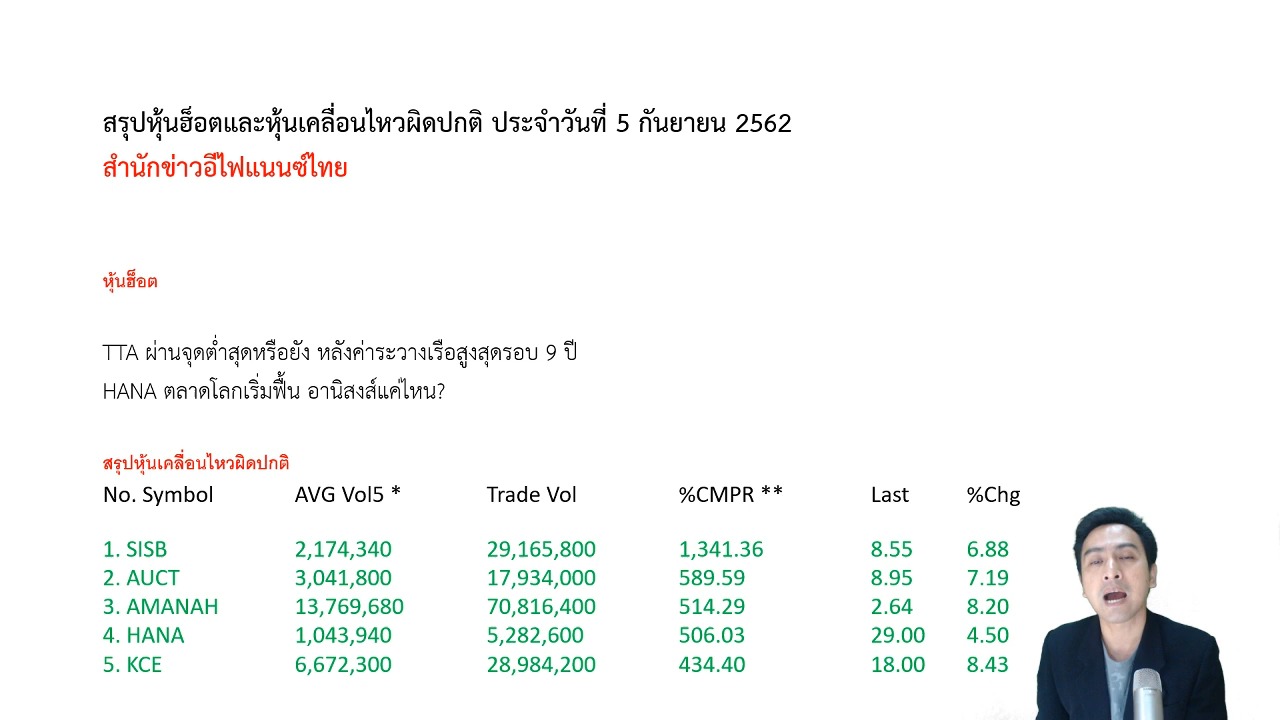 สรุปหุ้นฮ็อตและหุ้นเคลื่อนไหวผิดปกติ ประจำวันที่ 5 กันยายน 2562
สำนักข่าวอีไฟแนนซ์ไทย
หุ้นฮ็อต
TTA ผ่านจุดต่ำสุดหรือยัง หลังค่าระวางเรือสูงสุดรอบ 9 ปี
HANA ตลาดโลกเริ่มฟื้น อานิสงส์แค่ไหน?
สรุปหุ้นเคลื่อนไหวผิดปกติ
No. Symbol AVG Vol5 * Trade Vol %CMPR ** Last %Chg
1. SISB 2,174,340 29,165,800 1,341.36 8.55 6.88
2. AUCT 3,041,800 17,934,000 589.59 8.95 7.19
3. AMANAH 13,769,680 70,816,400 514.29 2.64 8.20
4. HANA 1,043,940 5,282,600 506.03 29.00 4.50
5. KCE 6,672,300 28,984,200 434.40 18.00 8.43